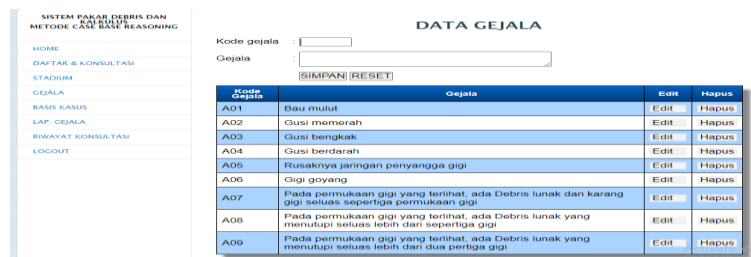 SISTEM PAKAR DEBRIS DAN
KALKULUS
METODE CASE BASE REASONING
HOME
DAFTAR & KONSULTASI
STADIUM
GEJALA
BASIS KASUS
LAP. GEJALA
RIWAYAT KONSULTASI
LOGOUT
DATA GEJALA
Kode gejala :
Gejala :
SIMPAN RESET
Kode Gejala Gejala Edit Hapus
A01 Bau mulut Edit Hapus
A02 Gusi memerah Edit Hapus
A03 Gusi bengkak Edit Hapus
A04 Gusi berdarah Edit Hapus
A05 Rusaknya jaringan penyangga gigi Edit Hapus
A06 Gigi goyang Edit Hapus
A07 Pada permukaan gigi yang terlihat, ada Debris lunak dan karang
gigi seluas sepertiga permukaan gigi Edit Hapus
A08 Pada permukaan gigi yang terlihat, ada Debris lunak yang
menutupi seluas lebih dari sepertiga gigi Edit Hapus
A09 Pada permukaan gigi yang terlihat, ada Debris lunak yang
menutupi seluas lebih dari dua pertiga gigi Edit Hapus